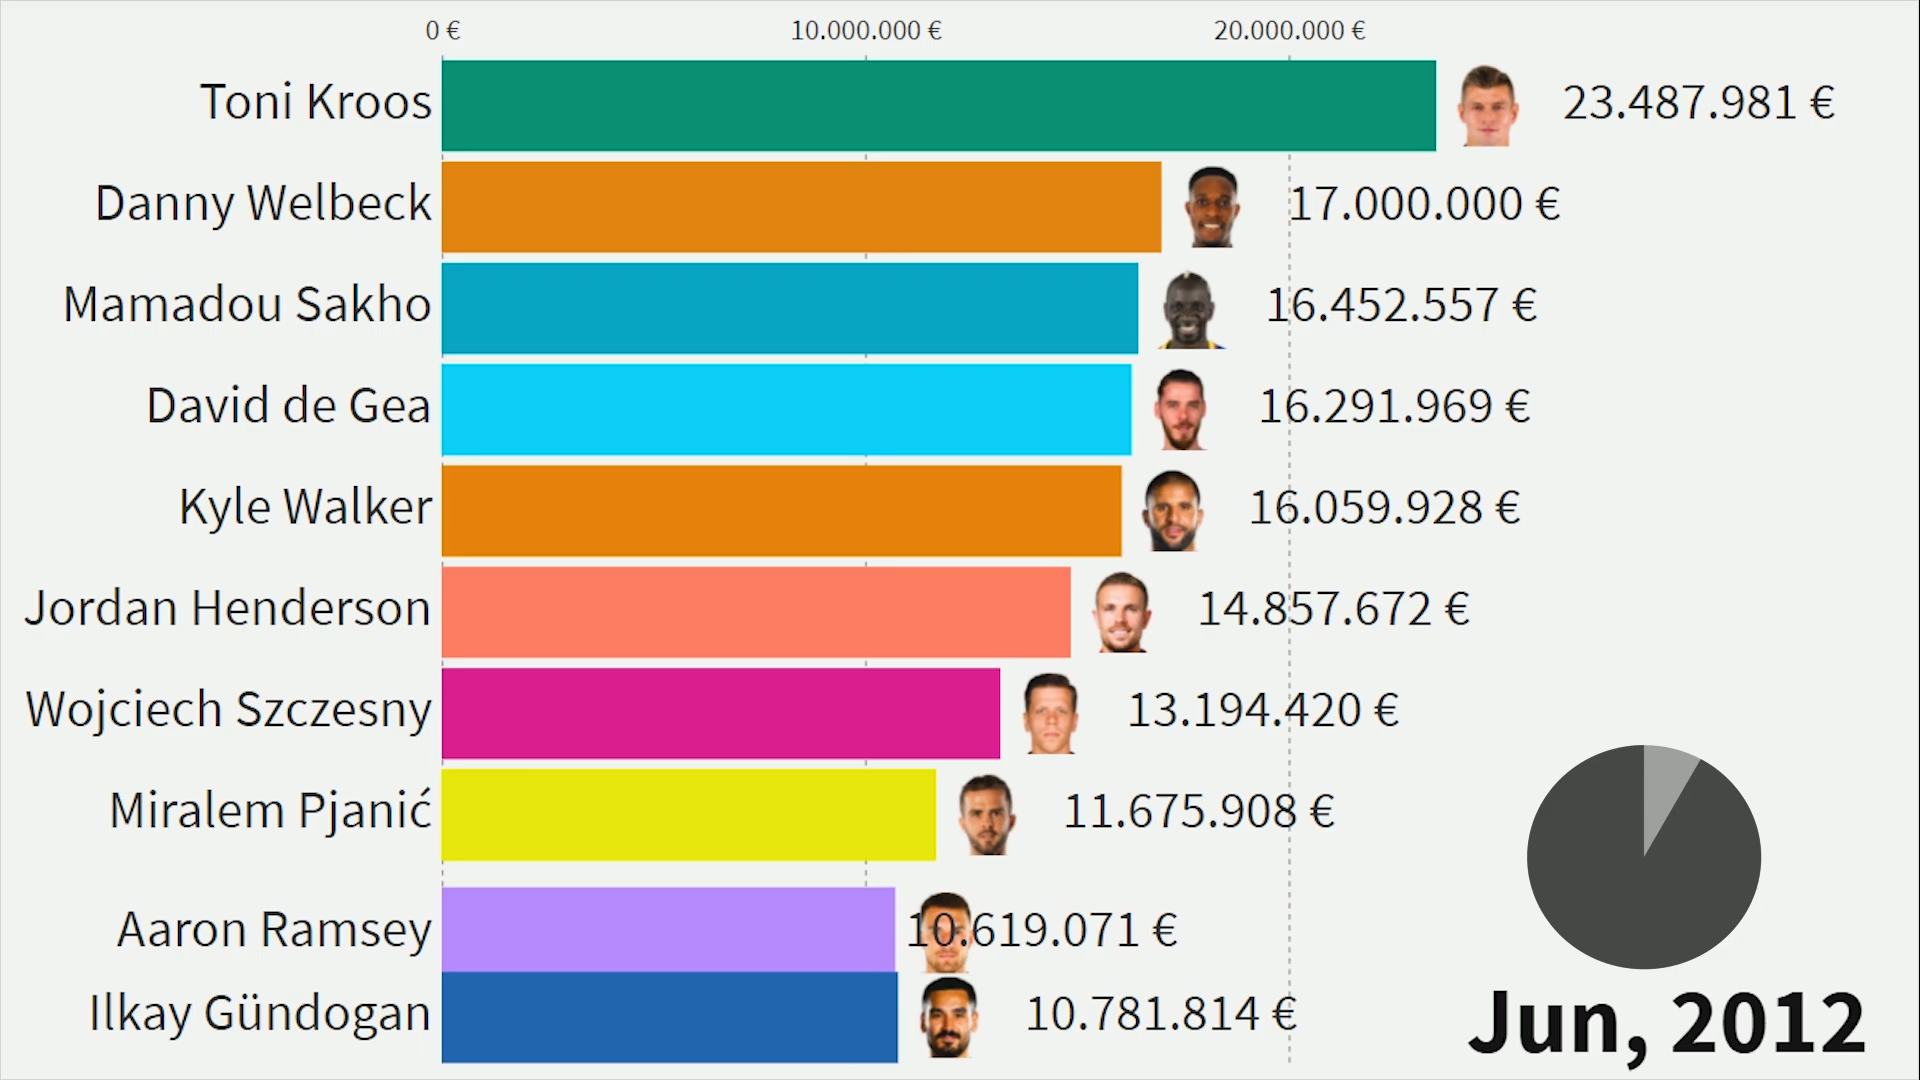 0 € 10.000.000 € 20.000.000 €
Toni Kroos 23.487.981 €
Danny Welbeck 17.000.000 €
Mamadou Sakho 16.452.557 €
David de Gea 16.291.969 €
Kyle Walker 16.059.928 €
Jordan Henderson 14.857.672 €
Wojciech Szczesny 13.194.420 €
Miralem Pjanić 11.675.908 €
Aaron Ramsey 10.619.071 €
Ilkay Gündogan 10.781.814 €
Jun, 2012